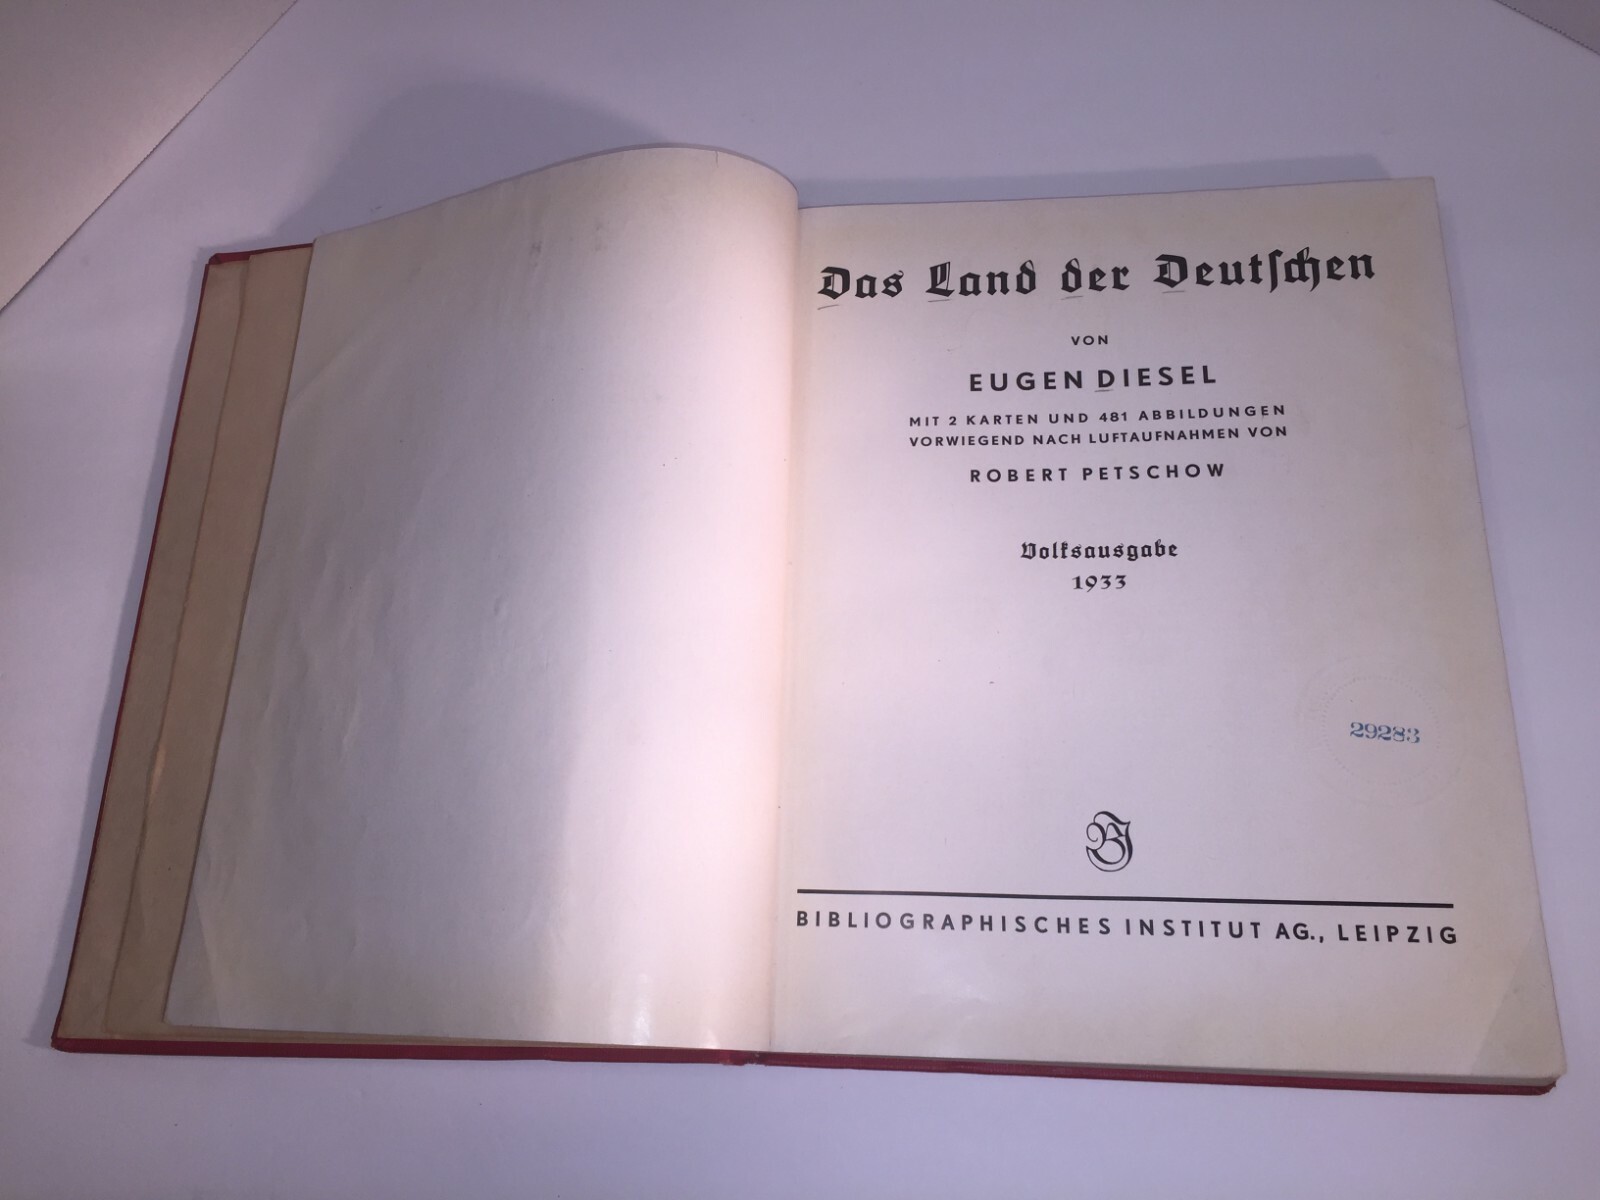 Das Land der Deutschen
VON
EUGEN DIESEL
MIT 2 KARTEN UND 481 ABBILDUNGEN
VORWIEGEND NACH LUFTAUFNAHMEN VON
ROBERT PETSCHOW
Volksausgabe
1933
29283
BI
BIBLIOGRAPHISCHES INSTITUT AG., LEIPZIG